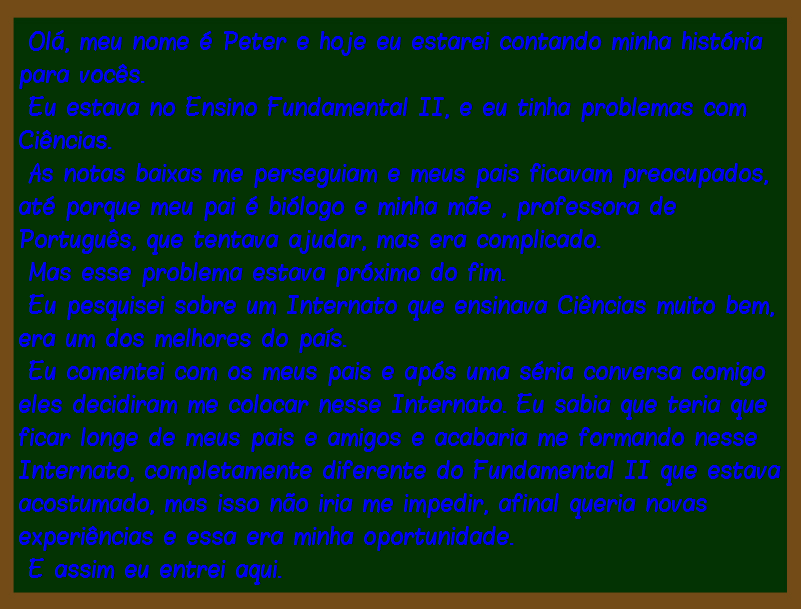 Olá, meu nome é Peter e hoje eu estarei contando minha história
para vocês.
Eu estava no Ensino Fundamental II, e eu tinha problemas com
Ciências.
As notas baixas me perseguiam e meus pais ficavam preocupados,
até porque meu pai é biólogo e minha mãe , professora de
Português, que tentava ajudar, mas era complicado.
Mas esse problema estava próximo do fim.
Eu pesquisei sobre um Internato que ensinava Ciências muito bem,
era um dos melhores do país.
Eu comentei com os meus pais e após uma séria conversa comigo
eles decidiram me colocar nesse Internato. Eu sabia que teria que
ficar longe de meus pais e amigos e acabaria me formando nesse
Internato, completamente diferente do Fundamental II que estava
acostumado, mas isso não iria me impedir, afinal queria novas
experiências e essa era minha oportunidade.
E assim eu entrei aqui.